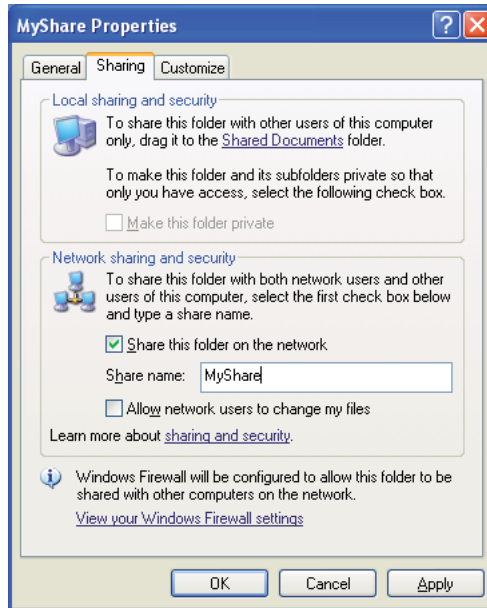 MyShare Properties
General Sharing Customize
Local sharing and security
To share this folder with other users of this computer
only, drag it to the Shared Documents folder.
To make this folder and its subfolders private so that
only you have access, select the following check box.
Make this folder private
Network sharing and security
To share this folder with both network users and other
users of this computer, select the first check box below
and type a share name.
Share this folder on the network
Share name: MyShare
Allow network users to change my files
Learn more about sharing and security.
Windows Firewall will be configured to allow this folder to be
shared with other computers on the network.
View your Windows Firewall settings
OK Cancel Apply